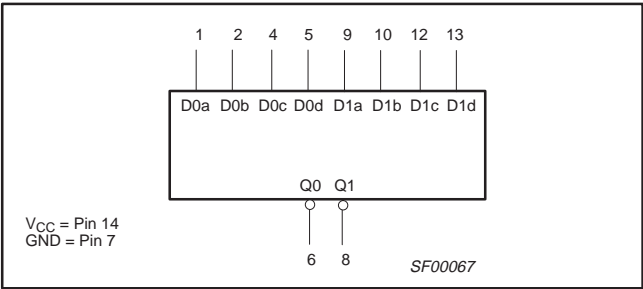 1 2 4 5 9 10 12 13
D0a D0b D0c D0d D1a D1b D1c D1d
Q0 Q1
VCC = Pin 14
GND = Pin 7
6 8
SF00067